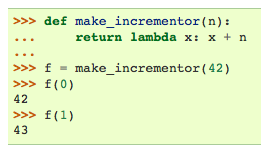 >>> def make_incrementor(n):
...     return lambda x: x + n
...
>>> f = make_incrementor(42)
>>> f(0)
42
>>> f(1)
43